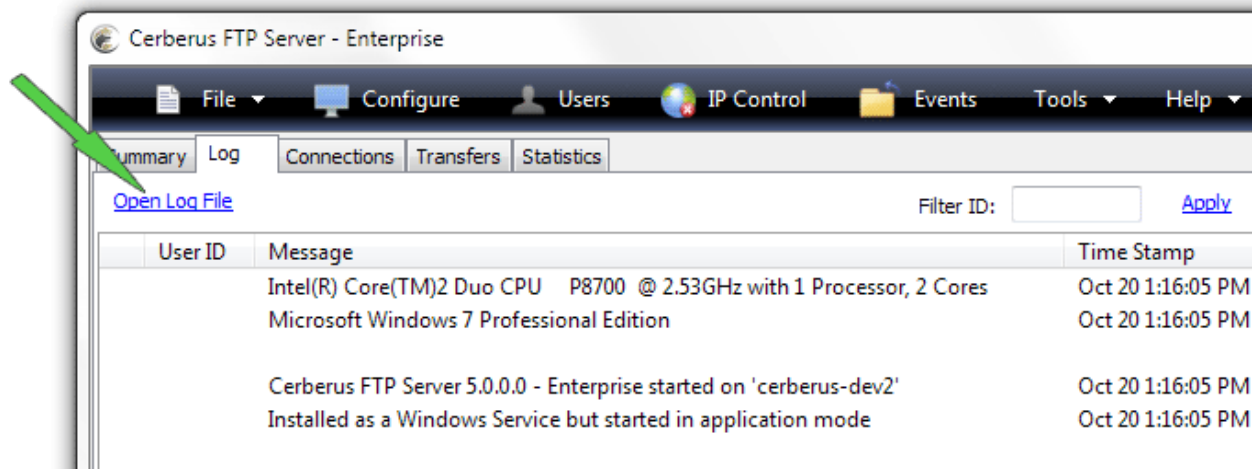 Cerberus FTP Server - Enterprise
File Configure Users IP Control Events Tools Help
Summary Log Connections Transfers Statistics
Open Log File Filter ID: Apply
User ID Message Time Stamp
Intel(R) Core(TM)2 Duo CPU P8700 @ 2.53GHz with 1 Processor, 2 Cores Oct 20 1:16:05 PM
Microsoft Windows 7 Professional Edition Oct 20 1:16:05 PM
Cerberus FTP Server 5.0.0.0 - Enterprise started on 'cerberus-dev2' Oct 20 1:16:05 PM
Installed as a Windows Service but started in application mode Oct 20 1:16:05 PM